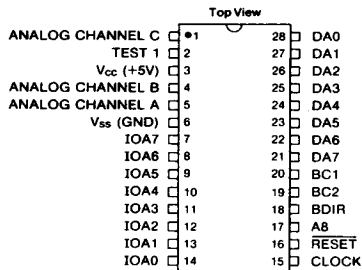 Top View
ANALOG CHANNEL C 1 28 DA0
TEST 1 2 27 DA1
Vcc (+5V) 3 26 DA2
ANALOG CHANNEL B 4 25 DA3
ANALOG CHANNEL A 5 24 DA4
Vss (GND) 6 23 DA5
IOA7 7 22 DA6
IOA6 8 21 DA7
IOA5 9 20 BC1
IOA4 10 19 BC2
IOA3 11 18 BDIR
IOA2 12 17 A8
IOA1 13 16 RESET
IOA0 14 15 CLOCK